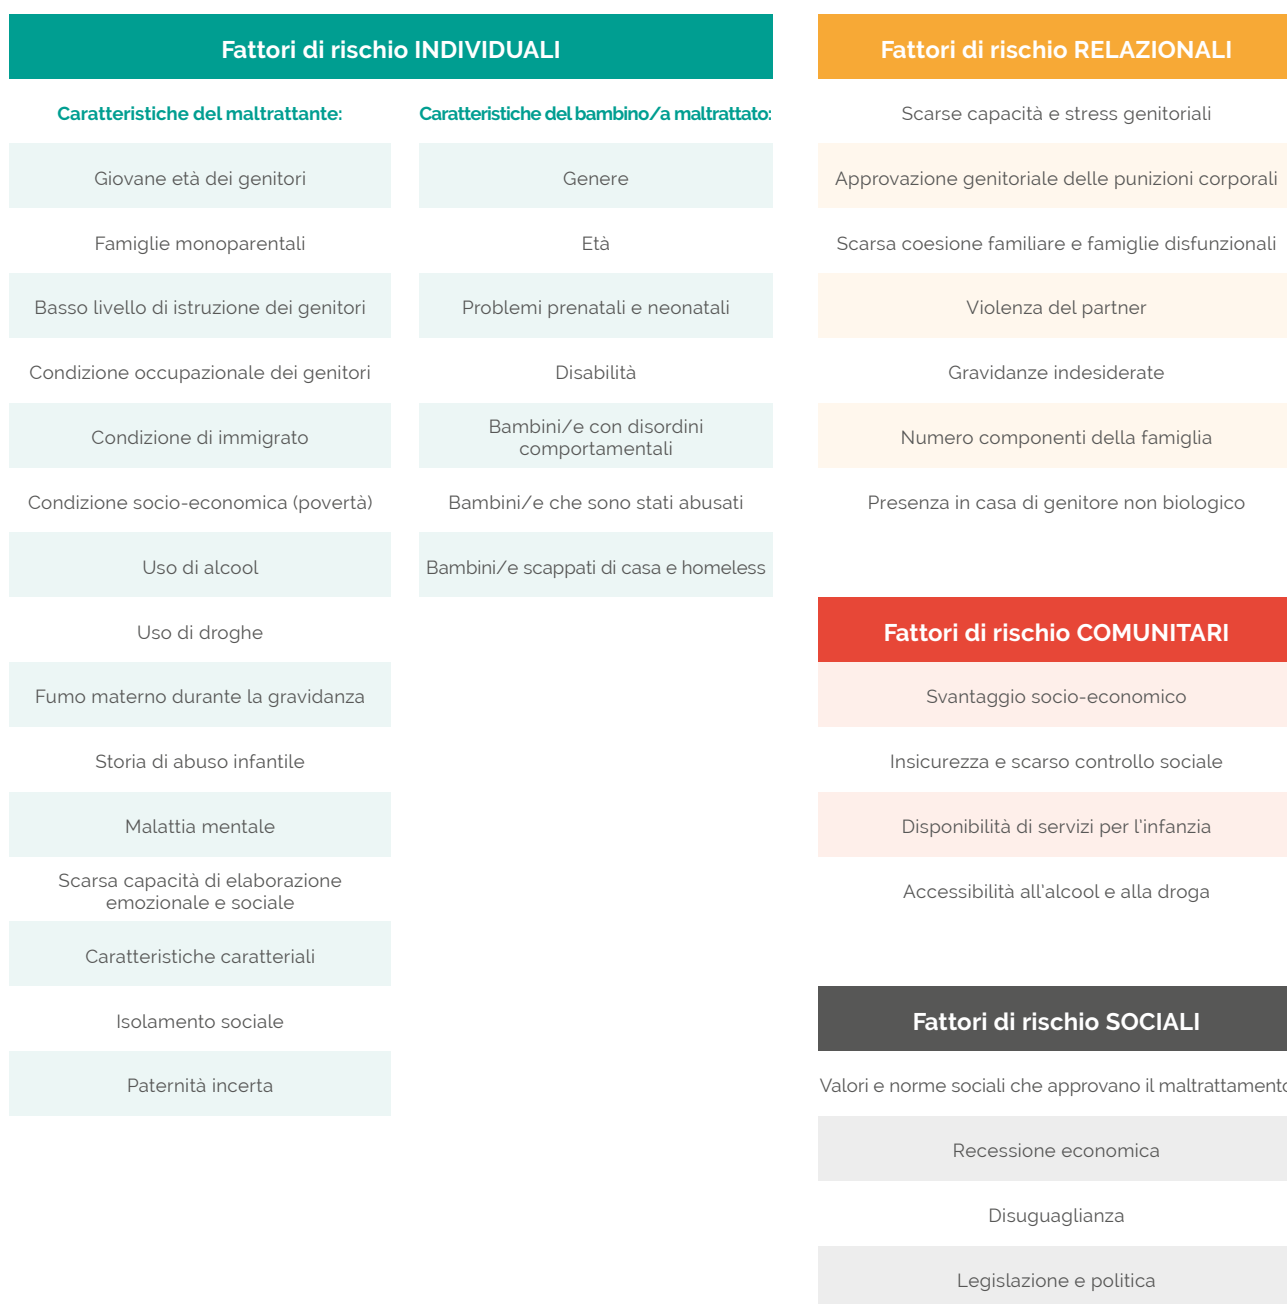 Fattori di rischio INDIVIDUALI
Caratteristiche del maltrattante:
Giovane età dei genitori
Famiglie monoparentali
Basso livello di istruzione dei genitori
Condizione occupazionale dei genitori
Condizione di immigrato
Condizione socio-economica (povertà)
Uso di alcool
Uso di droghe
Fumo materno durante la gravidanza
Storia di abuso infantile
Malattia mentale
Scarsa capacità di elaborazione
emozionale e sociale
Caratteristiche caratteriali
Isolamento sociale
Paternità incerta
Caratteristiche del bambino/a maltrattato:
Genere
Età
Problemi prenatali e neonatali
Disabilità
Bambini/e con disordini
comportamentali
Bambini/e che sono stati abusati
Bambini/e scappati di casa e homeless
Fattori di rischio RELAZIONALI
Scarse capacità e stress genitoriali
Approvazione genitoriale delle punizioni corporali
Scarsa coesione familiare e famiglie disfunzionali
Violenza del partner
Gravidanze indesiderate
Numero componenti della famiglia
Presenza in casa di genitore non biologico
Fattori di rischio COMUNITARI
Svantaggio socio-economico
Insicurezza e scarso controllo sociale
Disponibilità di servizi per l'infanzia
Accessibilità all'alcool e alla droga
Fattori di rischio SOCIALI
Valori e norme sociali che approvano il maltrattamento
Recessione economica
Disuguaglianza
Legislazione e politica